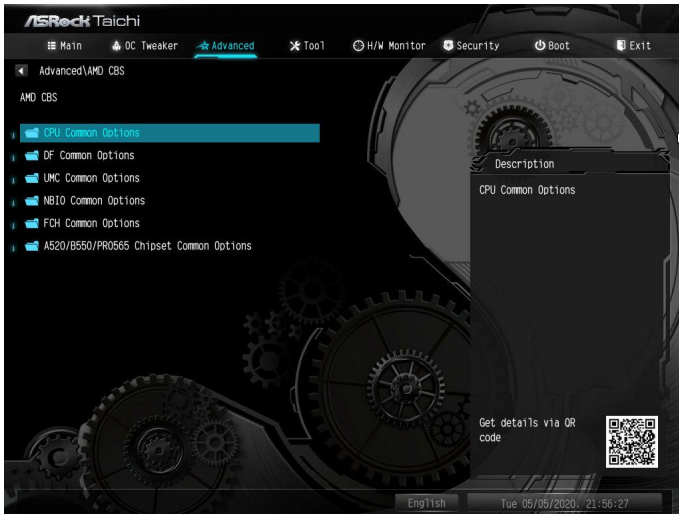 ASRock Taichi
Main OC Tweaker Advanced Tool H/W Monitor Security Boot Exit
Advanced\AMD CBS
AMD CBS
CPU Common Options
DF Common Options
UMC Common Options
NBIO Common Options
FCH Common Options
A520/B550/PRO565 Chipset Common Options
Description
CPU Common Options
Get details via QR
code
English
Tue 05/05/2020. 21:56:27